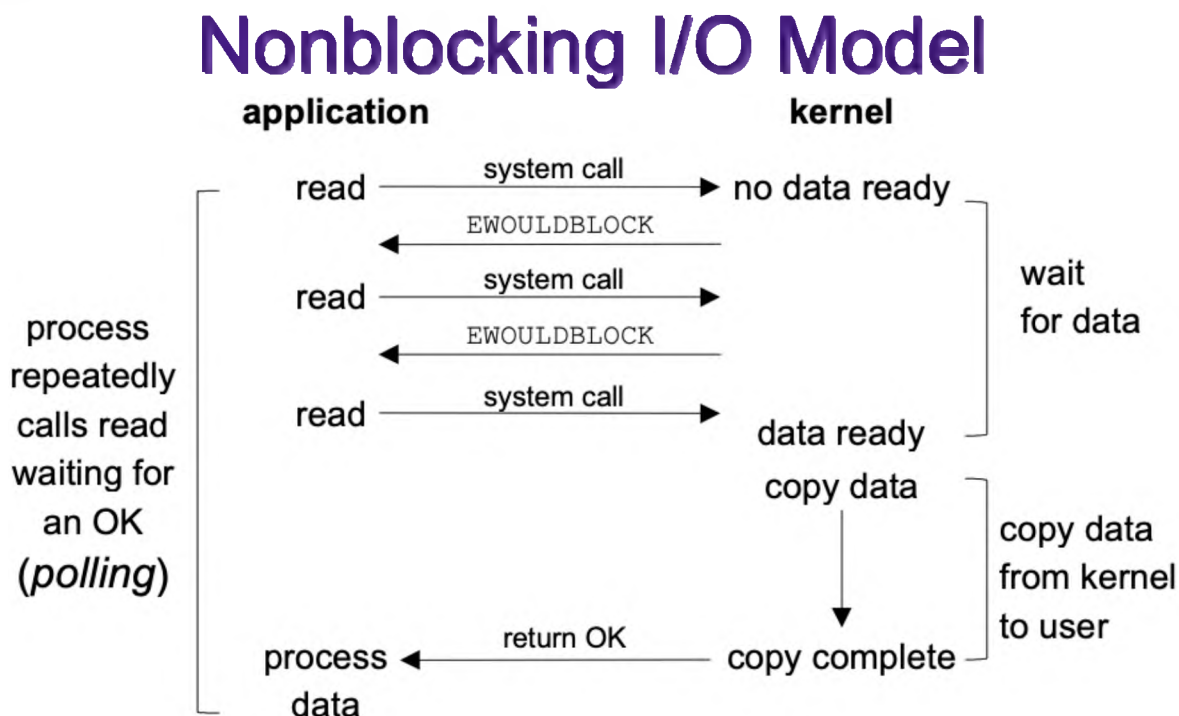 Nonblocking I/O Model
application
kernel
read
system call
no data ready
EWOULDBLOCK
read
system call
EWOULDBLOCK
read
system call
data ready
copy data
return OK
process
data
copy complete
process
repeatedly
calls read
waiting for
an OK
(polling)
wait
for data
copy data
from kernel
to user